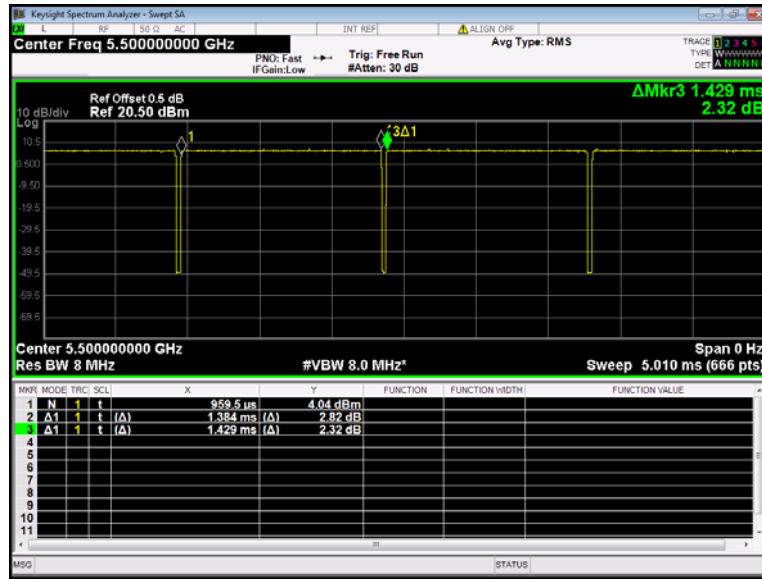 Keysight Spectrum Analyzer - Swept SA
L RF 50 Ω AC INT REF ALIGN OFF
Center Freq 5.500000000 GHz
PNO: Fast
IFGain:Low
Trig: Free Run
#Atten: 30 dB
Avg Type: RMS
TRACE 1 2 3 4 5
TYPE
DET A N N N N
ΔMkr3 1.429 ms
2.32 dB
Ref Offset 0.5 dB
10 dB/div Ref 20.50 dBm
Log
10.5
0.500
-9.50
-19.5
-29.5
-39.5
-49.5
-59.5
-69.5
1
3Δ1
Center 5.500000000 GHz Span 0 Hz
Res BW 8 MHz #VBW 8.0 MHz* Sweep 5.010 ms (666 pts)
MKR MODE TRC SCL X Y FUNCTION FUNCTION WIDTH FUNCTION VALUE
1 N 1 t 959.5 µs 4.04 dBm
2 Δ1 1 t (Δ) 1.384 ms (Δ) 2.82 dB
3 Δ1 1 t (Δ) 1.429 ms (Δ) 2.32 dB
4
5
6
7
8
9
10
11
MSG STATUS